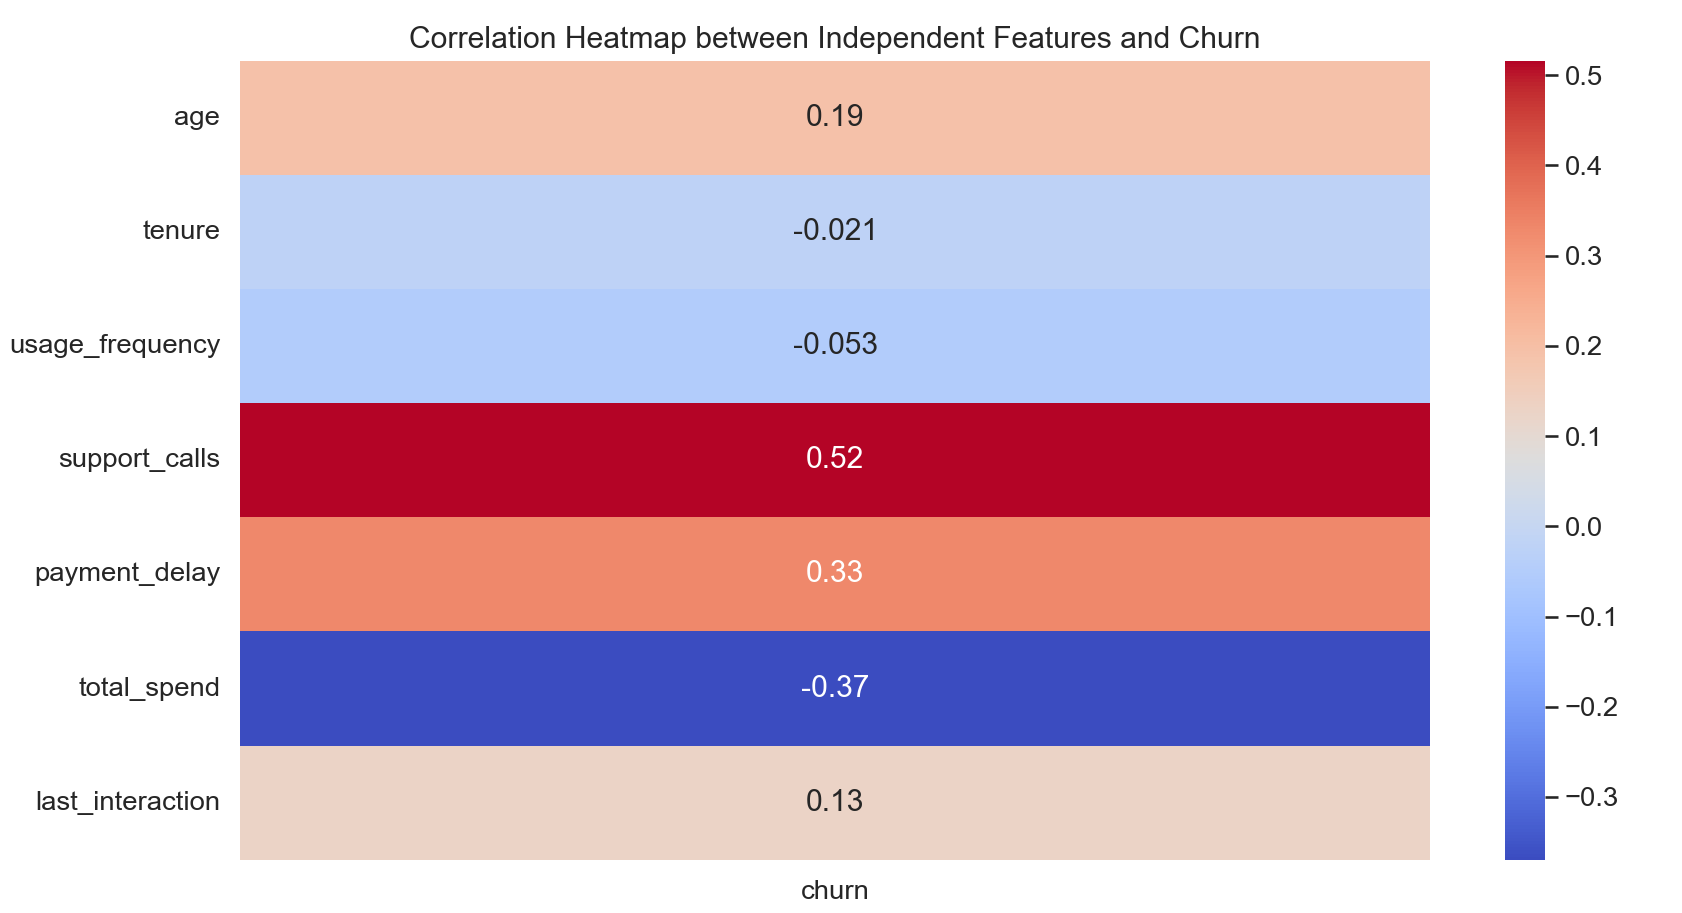 Correlation Heatmap between Independent Features and Churn
age
0.19
tenure
-0.021
usage_frequency
-0.053
support_calls
0.52
payment_delay
0.33
total_spend
-0.37
last_interaction
0.13
churn
0.5
0.4
0.3
0.2
0.1
0.0
−0.1
−0.2
−0.3